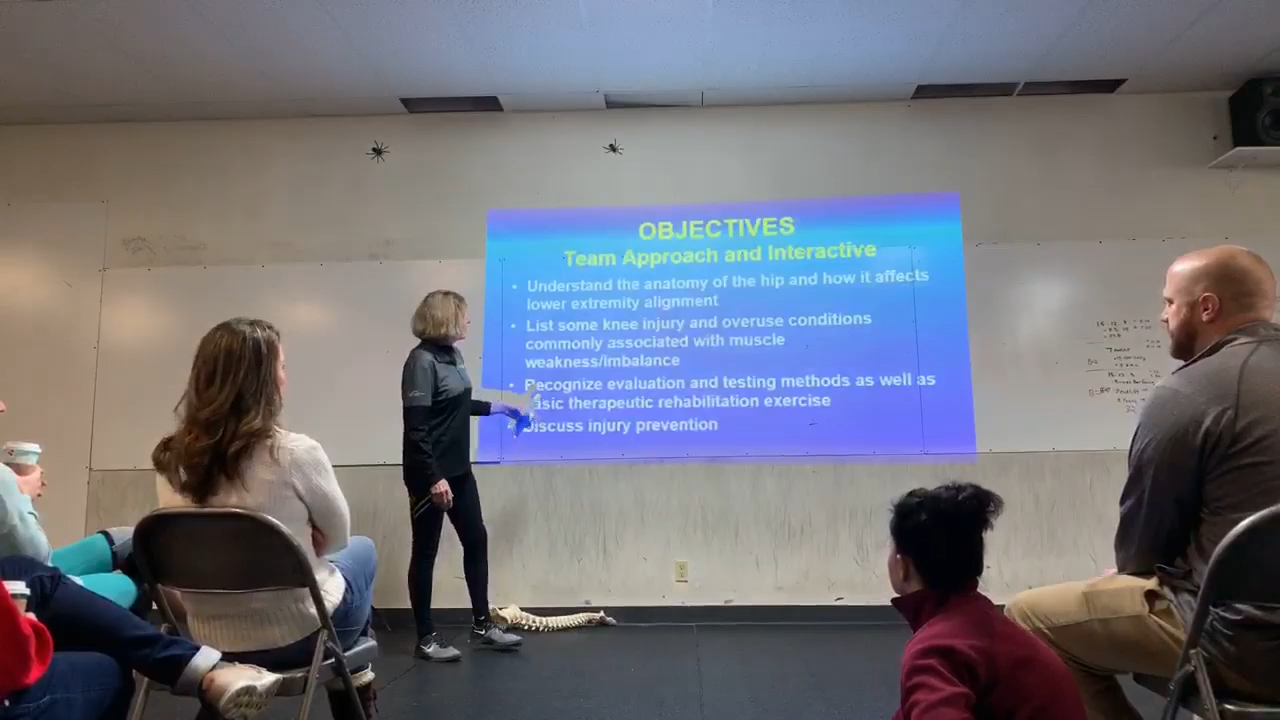 OBJECTIVES
Team Approach and Interactive
• Understand the anatomy of the hip and how it affects
lower extremity alignment
• List some knee injury and overuse conditions
commonly associated with muscle
weakness/imbalance
• Recognize evaluation and testing methods as well as
basic therapeutic rehabilitation exercise
• Discuss injury prevention